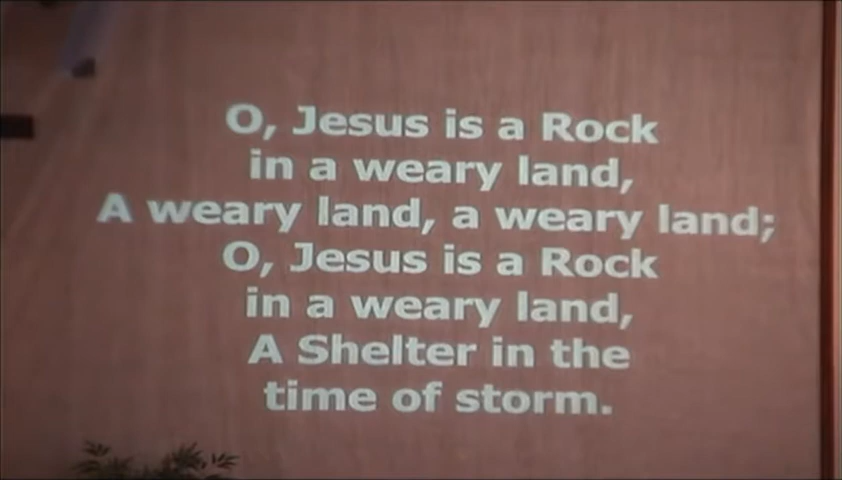 O, Jesus is a Rock
in a weary land,
A weary land, a weary land;
O, Jesus is a Rock
in a weary land,
A Shelter in the
time of storm.